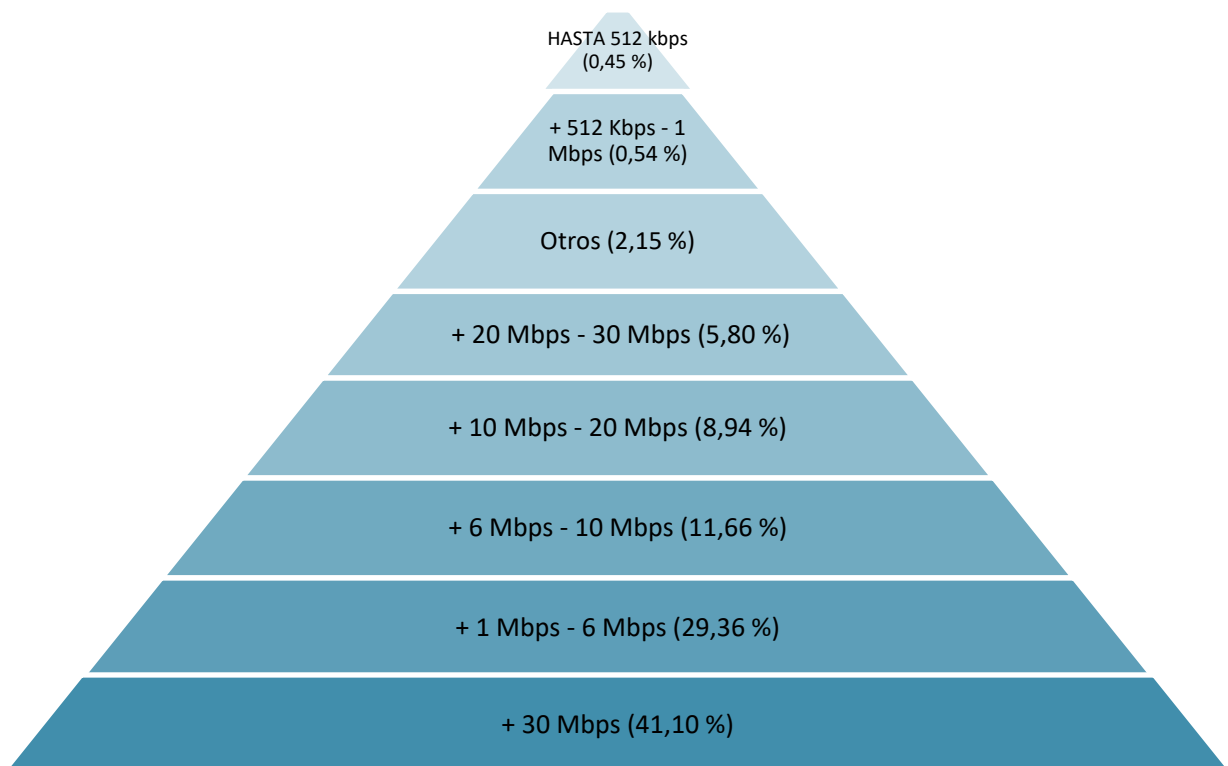 HASTA 512 kbps
(0,45 %)
+ 512 Kbps - 1
Mbps (0,54 %)
Otros (2,15 %)
+ 20 Mbps - 30 Mbps (5,80 %)
+ 10 Mbps - 20 Mbps (8,94 %)
+ 6 Mbps - 10 Mbps (11,66 %)
+ 1 Mbps - 6 Mbps (29,36 %)
+ 30 Mbps (41,10 %)